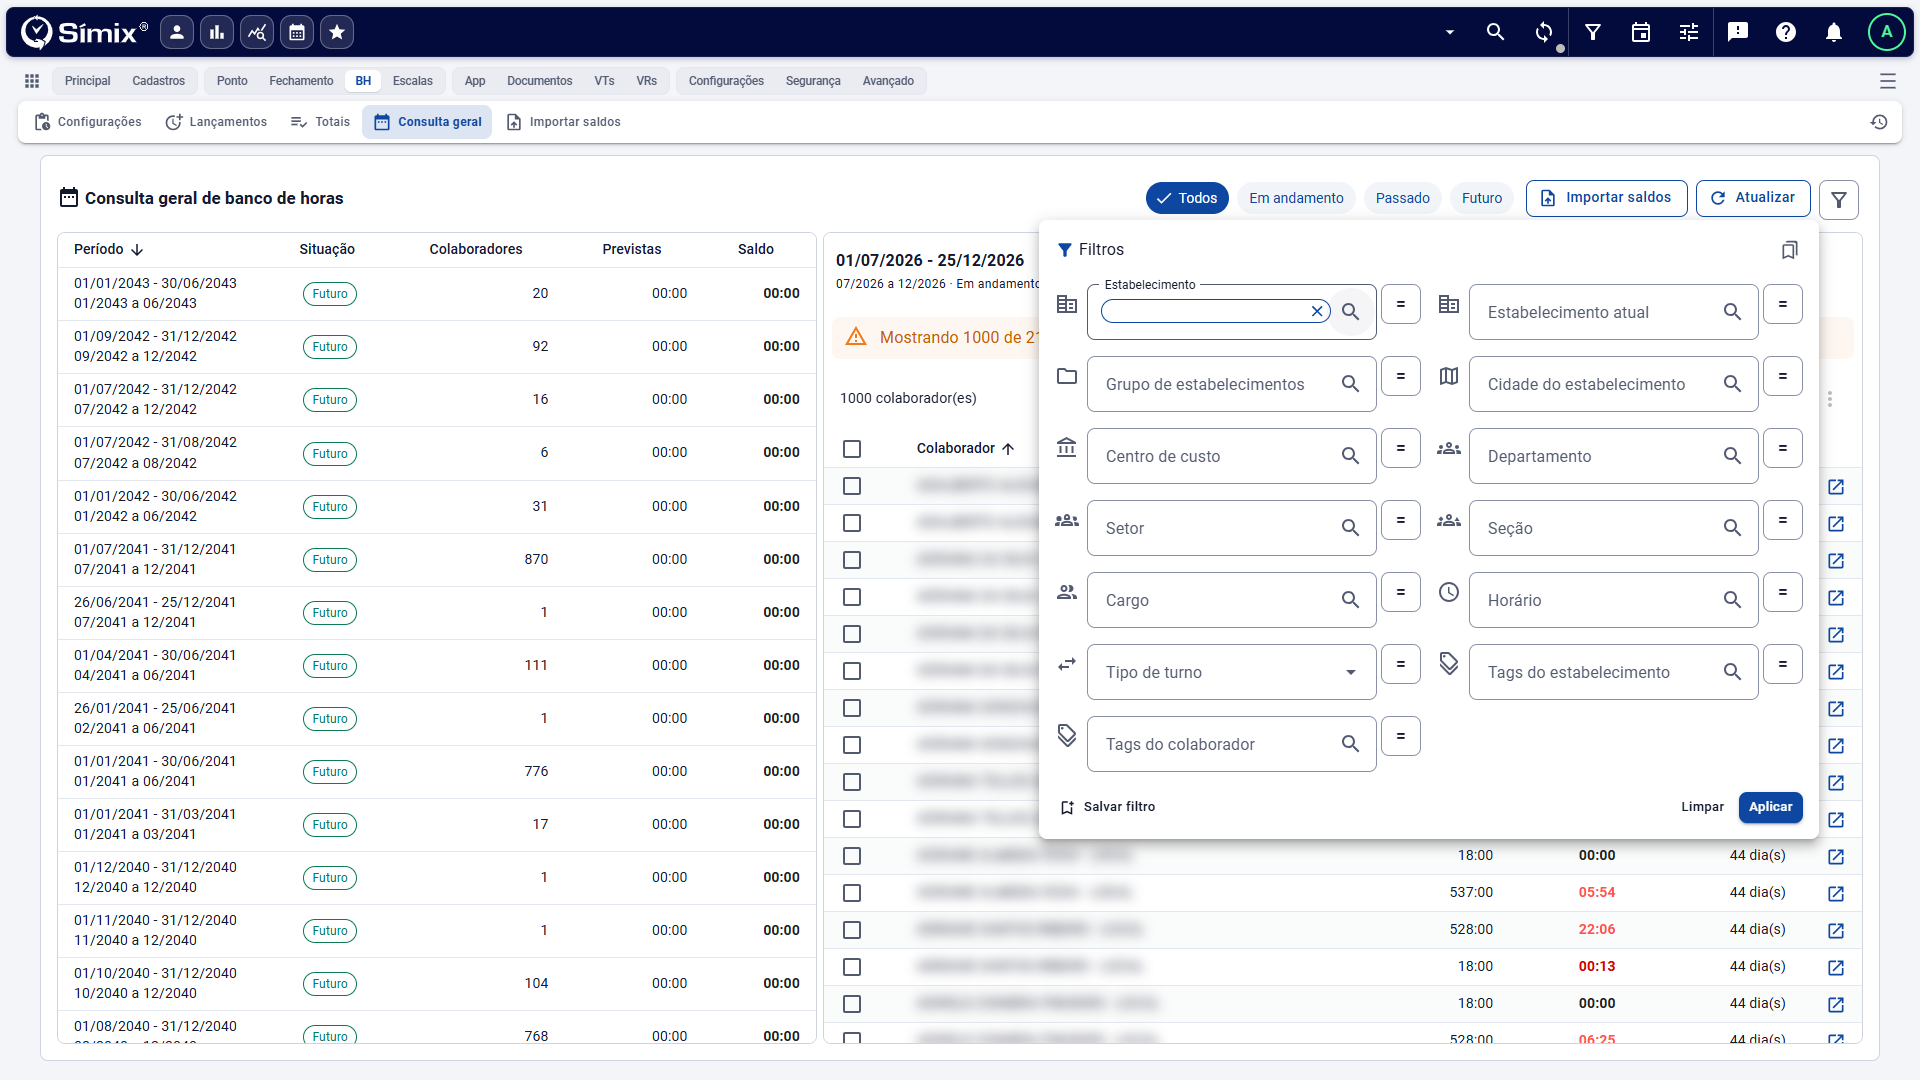 Símix®
A
Principal
Cadastros
Ponto
Fechamento
BH
Escalas
App
Documentos
VTs
VRs
Configurações
Segurança
Avançado
Configurações
Lançamentos
Totais
Consulta geral
Importar saldos
Consulta geral de banco de horas
Todos
Em andamento
Passado
Futuro
Importar saldos
Atualizar
Período
Situação
Colaboradores
Previstas
Saldo
01/01/2043 - 30/06/2043
01/2043 a 06/2043
Futuro
20
00:00
00:00
01/09/2042 - 31/12/2042
09/2042 a 12/2042
Futuro
92
00:00
00:00
01/07/2042 - 31/12/2042
07/2042 a 12/2042
Futuro
16
00:00
00:00
01/07/2042 - 31/08/2042
07/2042 a 08/2042
Futuro
6
00:00
00:00
01/01/2042 - 30/06/2042
01/2042 a 06/2042
Futuro
31
00:00
00:00
01/07/2041 - 31/12/2041
07/2041 a 12/2041
Futuro
870
00:00
00:00
26/06/2041 - 25/12/2041
07/2041 a 12/2041
Futuro
1
00:00
00:00
01/04/2041 - 30/06/2041
04/2041 a 06/2041
Futuro
111
00:00
00:00
26/01/2041 - 25/06/2041
02/2041 a 06/2041
Futuro
1
00:00
00:00
01/01/2041 - 30/06/2041
01/2041 a 06/2041
Futuro
776
00:00
00:00
01/01/2041 - 31/03/2041
01/2041 a 03/2041
Futuro
17
00:00
00:00
01/12/2040 - 31/12/2040
12/2040 a 12/2040
Futuro
1
00:00
00:00
01/11/2040 - 31/12/2040
11/2040 a 12/2040
Futuro
1
00:00
00:00
01/10/2040 - 31/12/2040
10/2040 a 12/2040
Futuro
104
00:00
00:00
01/08/2040 - 31/12/2040
Futuro
768
00:00
00:00
01/07/2026 - 25/12/2026
07/2026 a 12/2026 · Em andamento
Mostrando 1000 de 21
1000 colaborador(es)
Colaborador
18:00
00:00
44 dia(s)
537:00
05:54
44 dia(s)
528:00
22:06
44 dia(s)
18:00
00:13
44 dia(s)
18:00
00:00
44 dia(s)
528:00
06:25
44 dia(s)
Filtros
Estabelecimento
=
Estabelecimento atual
=
Grupo de estabelecimentos
=
Cidade do estabelecimento
=
Centro de custo
=
Departamento
=
Setor
=
Seção
=
Cargo
=
Horário
=
Tipo de turno
=
Tags do estabelecimento
=
Tags do colaborador
=
Salvar filtro
Limpar
Aplicar